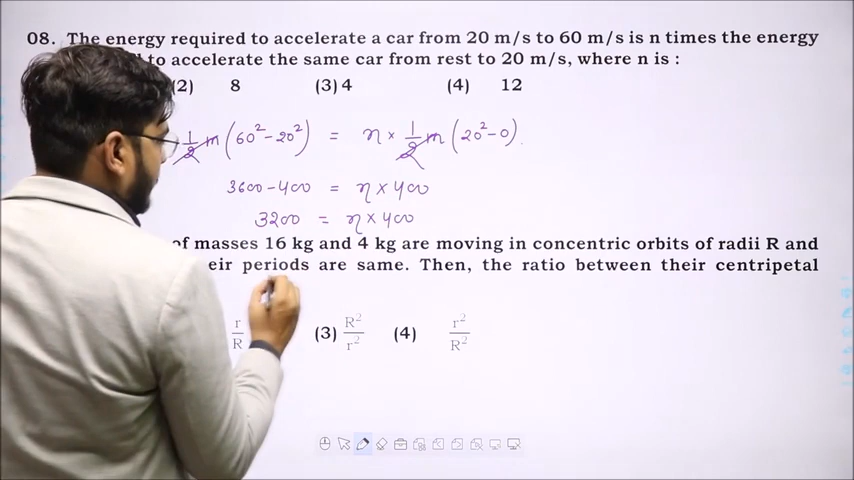 08. The energy required to accelerate a car from 20 m/s to 60 m/s is n times the energy
to accelerate the same car from rest to 20 m/s, where n is :
(2) 8 (3) 4 (4) 12
1/2 m (60² - 20²) = n × 1/2 m (20² - 0)
3600 - 400 = n × 400
3200 = n × 400
of masses 16 kg and 4 kg are moving in concentric orbits of radii R and
periods are same. Then, the ratio between their centripetal
r/R (3) R²/r² (4) r²/R²